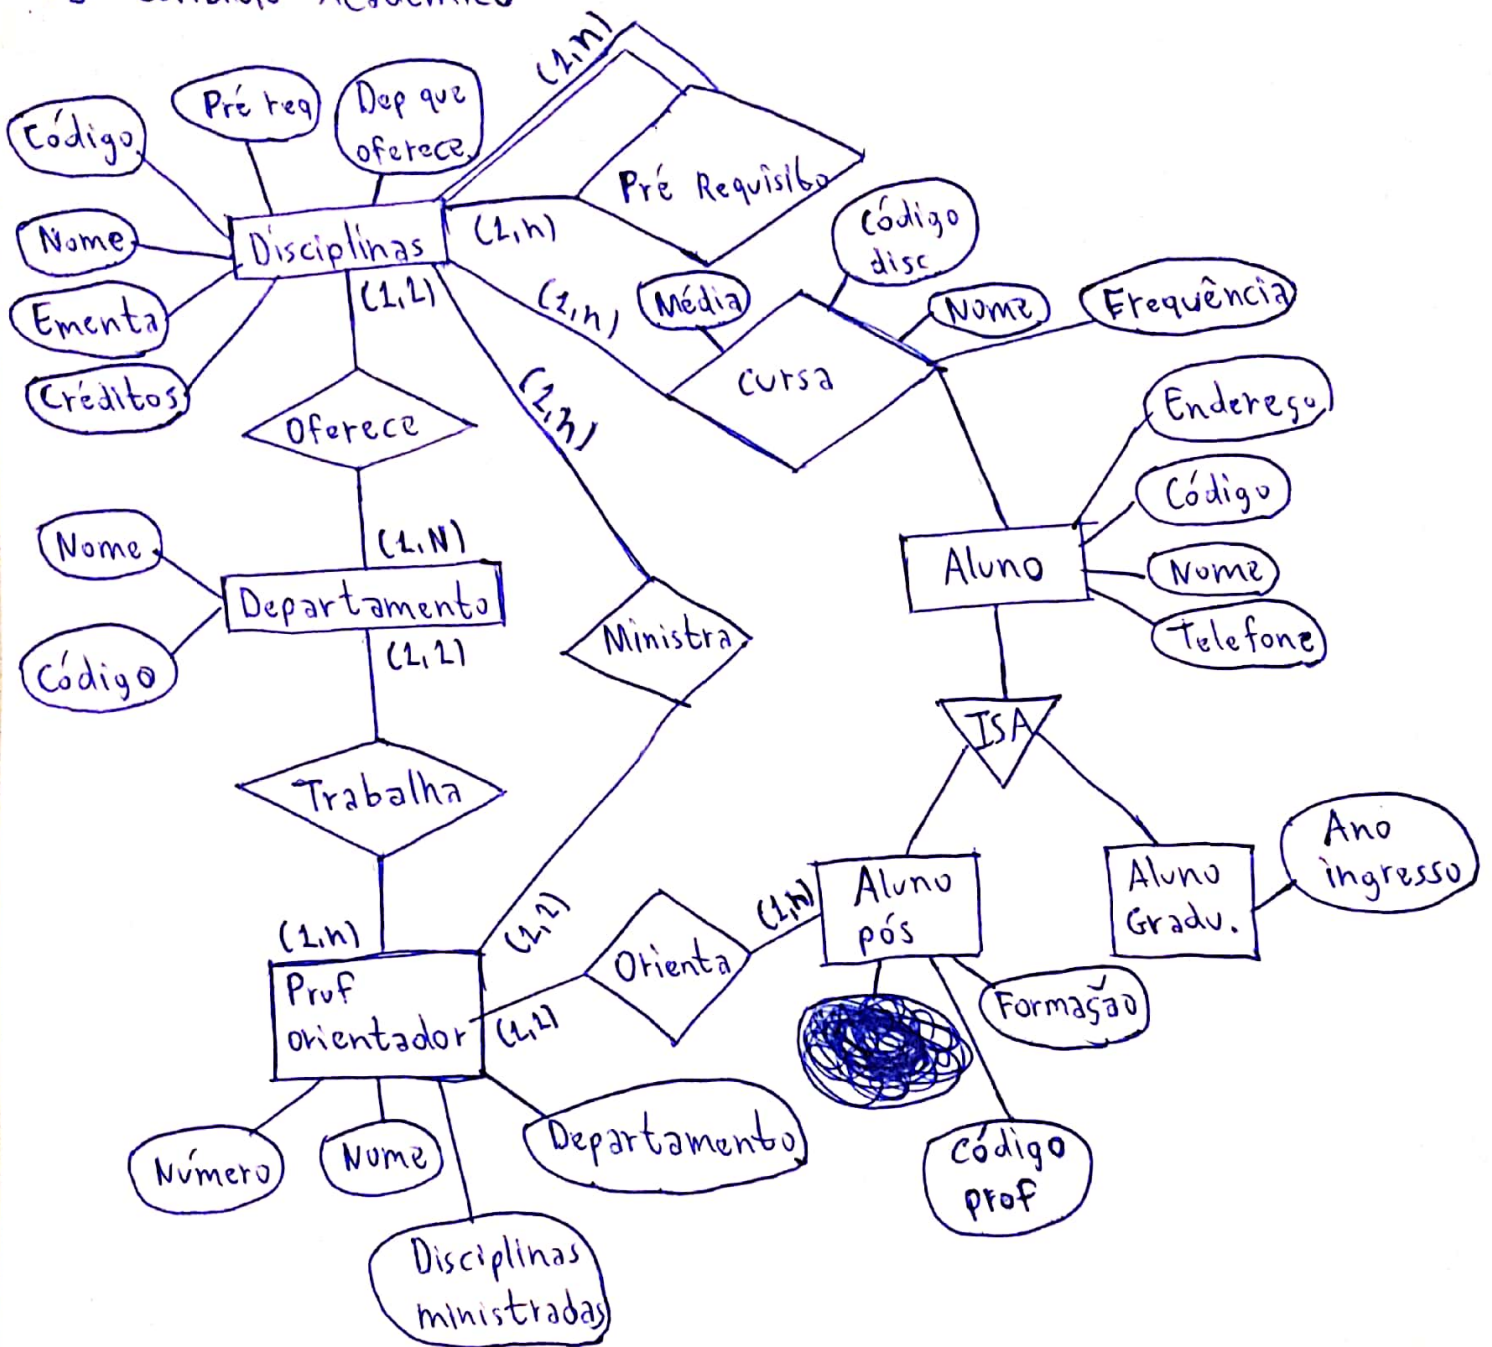 (1,n)
Código
Pré req
Dep que
oferece
Pré Requisito
Nome
Disciplinas
(1,n)
Código
disc
Ementa
(1,1)
(1,n)
Média
Nome
Frequência
Créditos
Oferece
(1,n)
Cursa
Endereço
Código
Nome
(1,N)
Aluno
Nome
Departamento
Telefone
Código
(1,1)
Ministra
ISA
Trabalha
Ano
ingresso
(1,n)
(1,1)
(1,n)
Aluno
pós
Aluno
Gradu.
Prof
orientador
(1,1)
Orienta
Formação
Número
Nome
Departamento
Código
prof
Disciplinas
ministradas